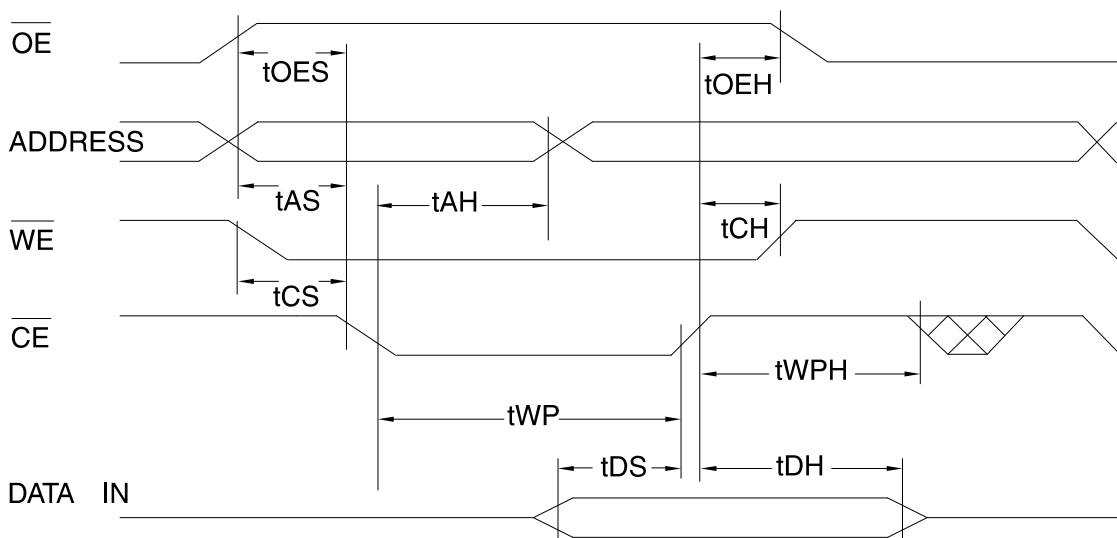 OE
tOES
tOEH
ADDRESS
tAS
tAH
tCH
WE
tCS
CE
tWPH
tWP
tDS
tDH
DATA IN